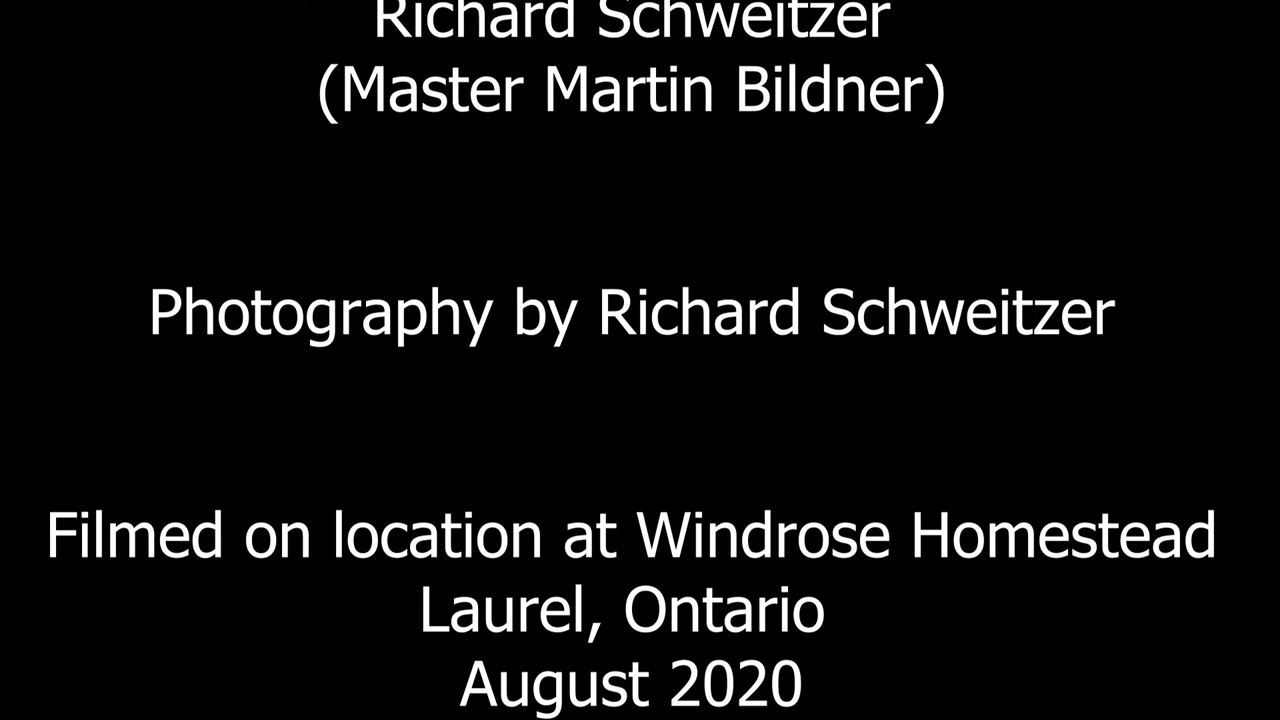 Richard Schweitzer
(Master Martin Bildner)
Photography by Richard Schweitzer
Filmed on location at Windrose Homestead
Laurel, Ontario
August 2020